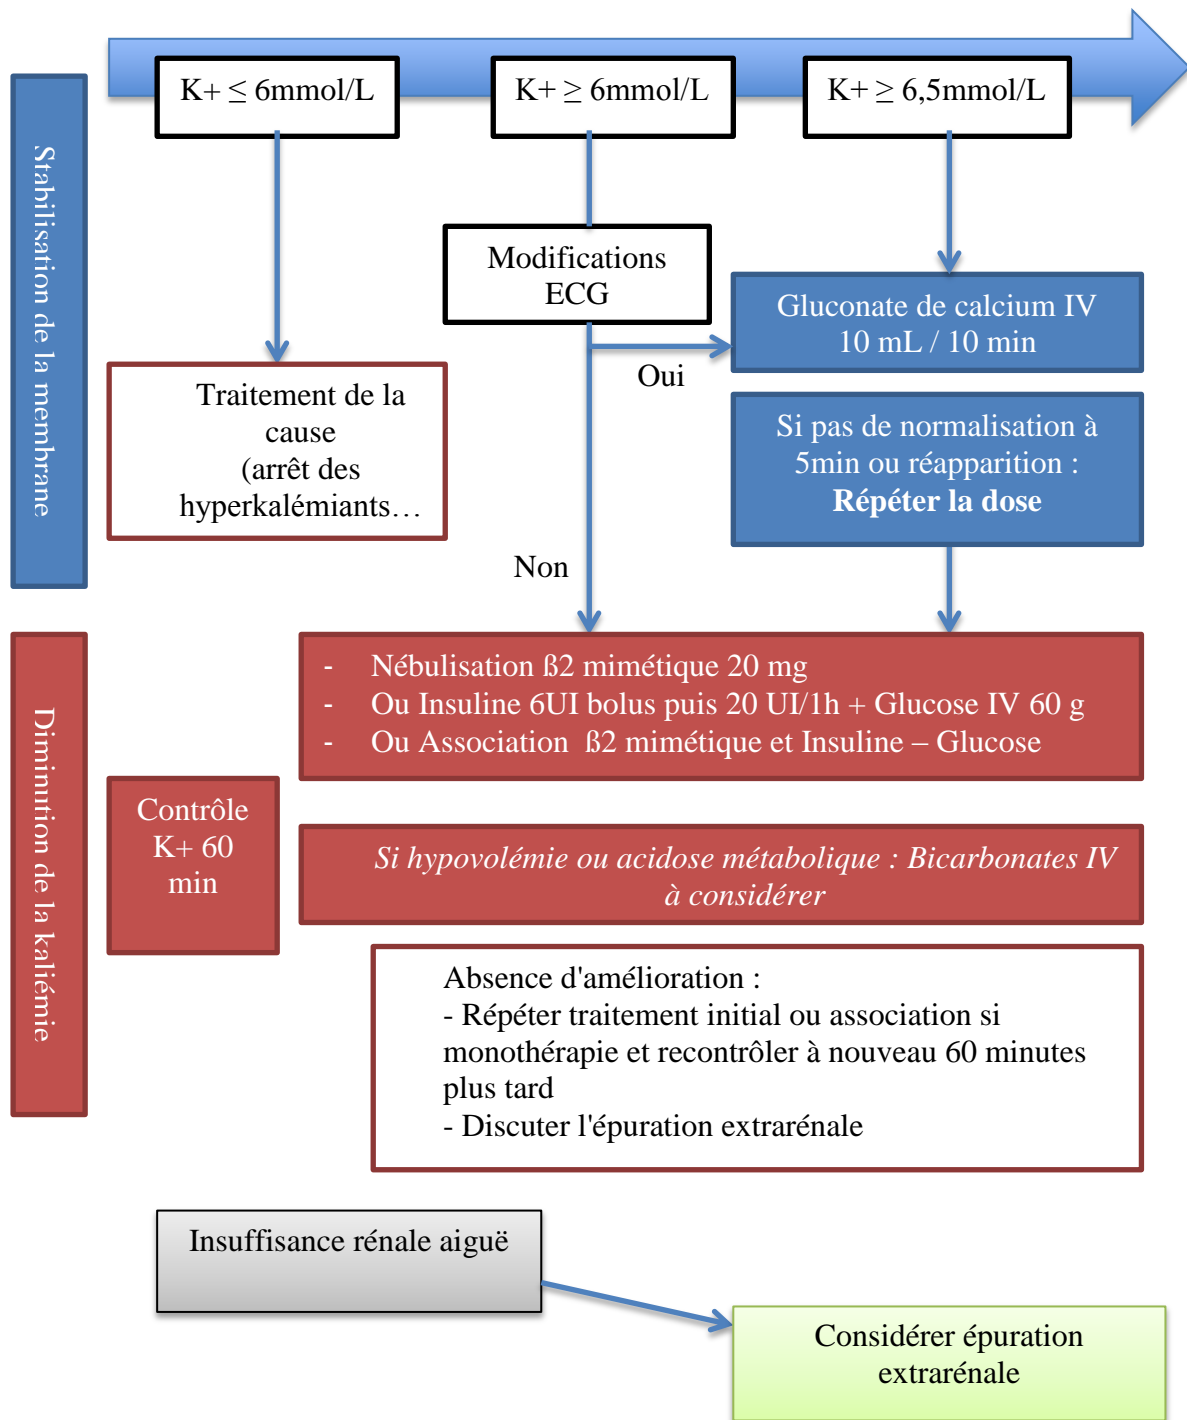 K+ ≤ 6mmol/L
K+ ≥ 6mmol/L
K+ ≥ 6,5mmol/L
Stabilisation de la membrane
Modifications
ECG
Gluconate de calcium IV
10 mL / 10 min
Oui
Traitement de la
cause
(arrêt des
hyperkalémiants…
Si pas de normalisation à
5min ou réapparition :
Répéter la dose
Non
Diminution de la kaliémie
- Nébulisation ß2 mimétique 20 mg
- Ou Insuline 6UI bolus puis 20 UI/1h + Glucose IV 60 g
- Ou Association ß2 mimétique et Insuline – Glucose
Contrôle
K+ 60
min
Si hypovolémie ou acidose métabolique : Bicarbonates IV
à considérer
Absence d'amélioration :
- Répéter traitement initial ou association si
monothérapie et recontrôler à nouveau 60 minutes
plus tard
- Discuter l'épuration extrarénale
Insuffisance rénale aiguë
Considérer épuration
extrarénale